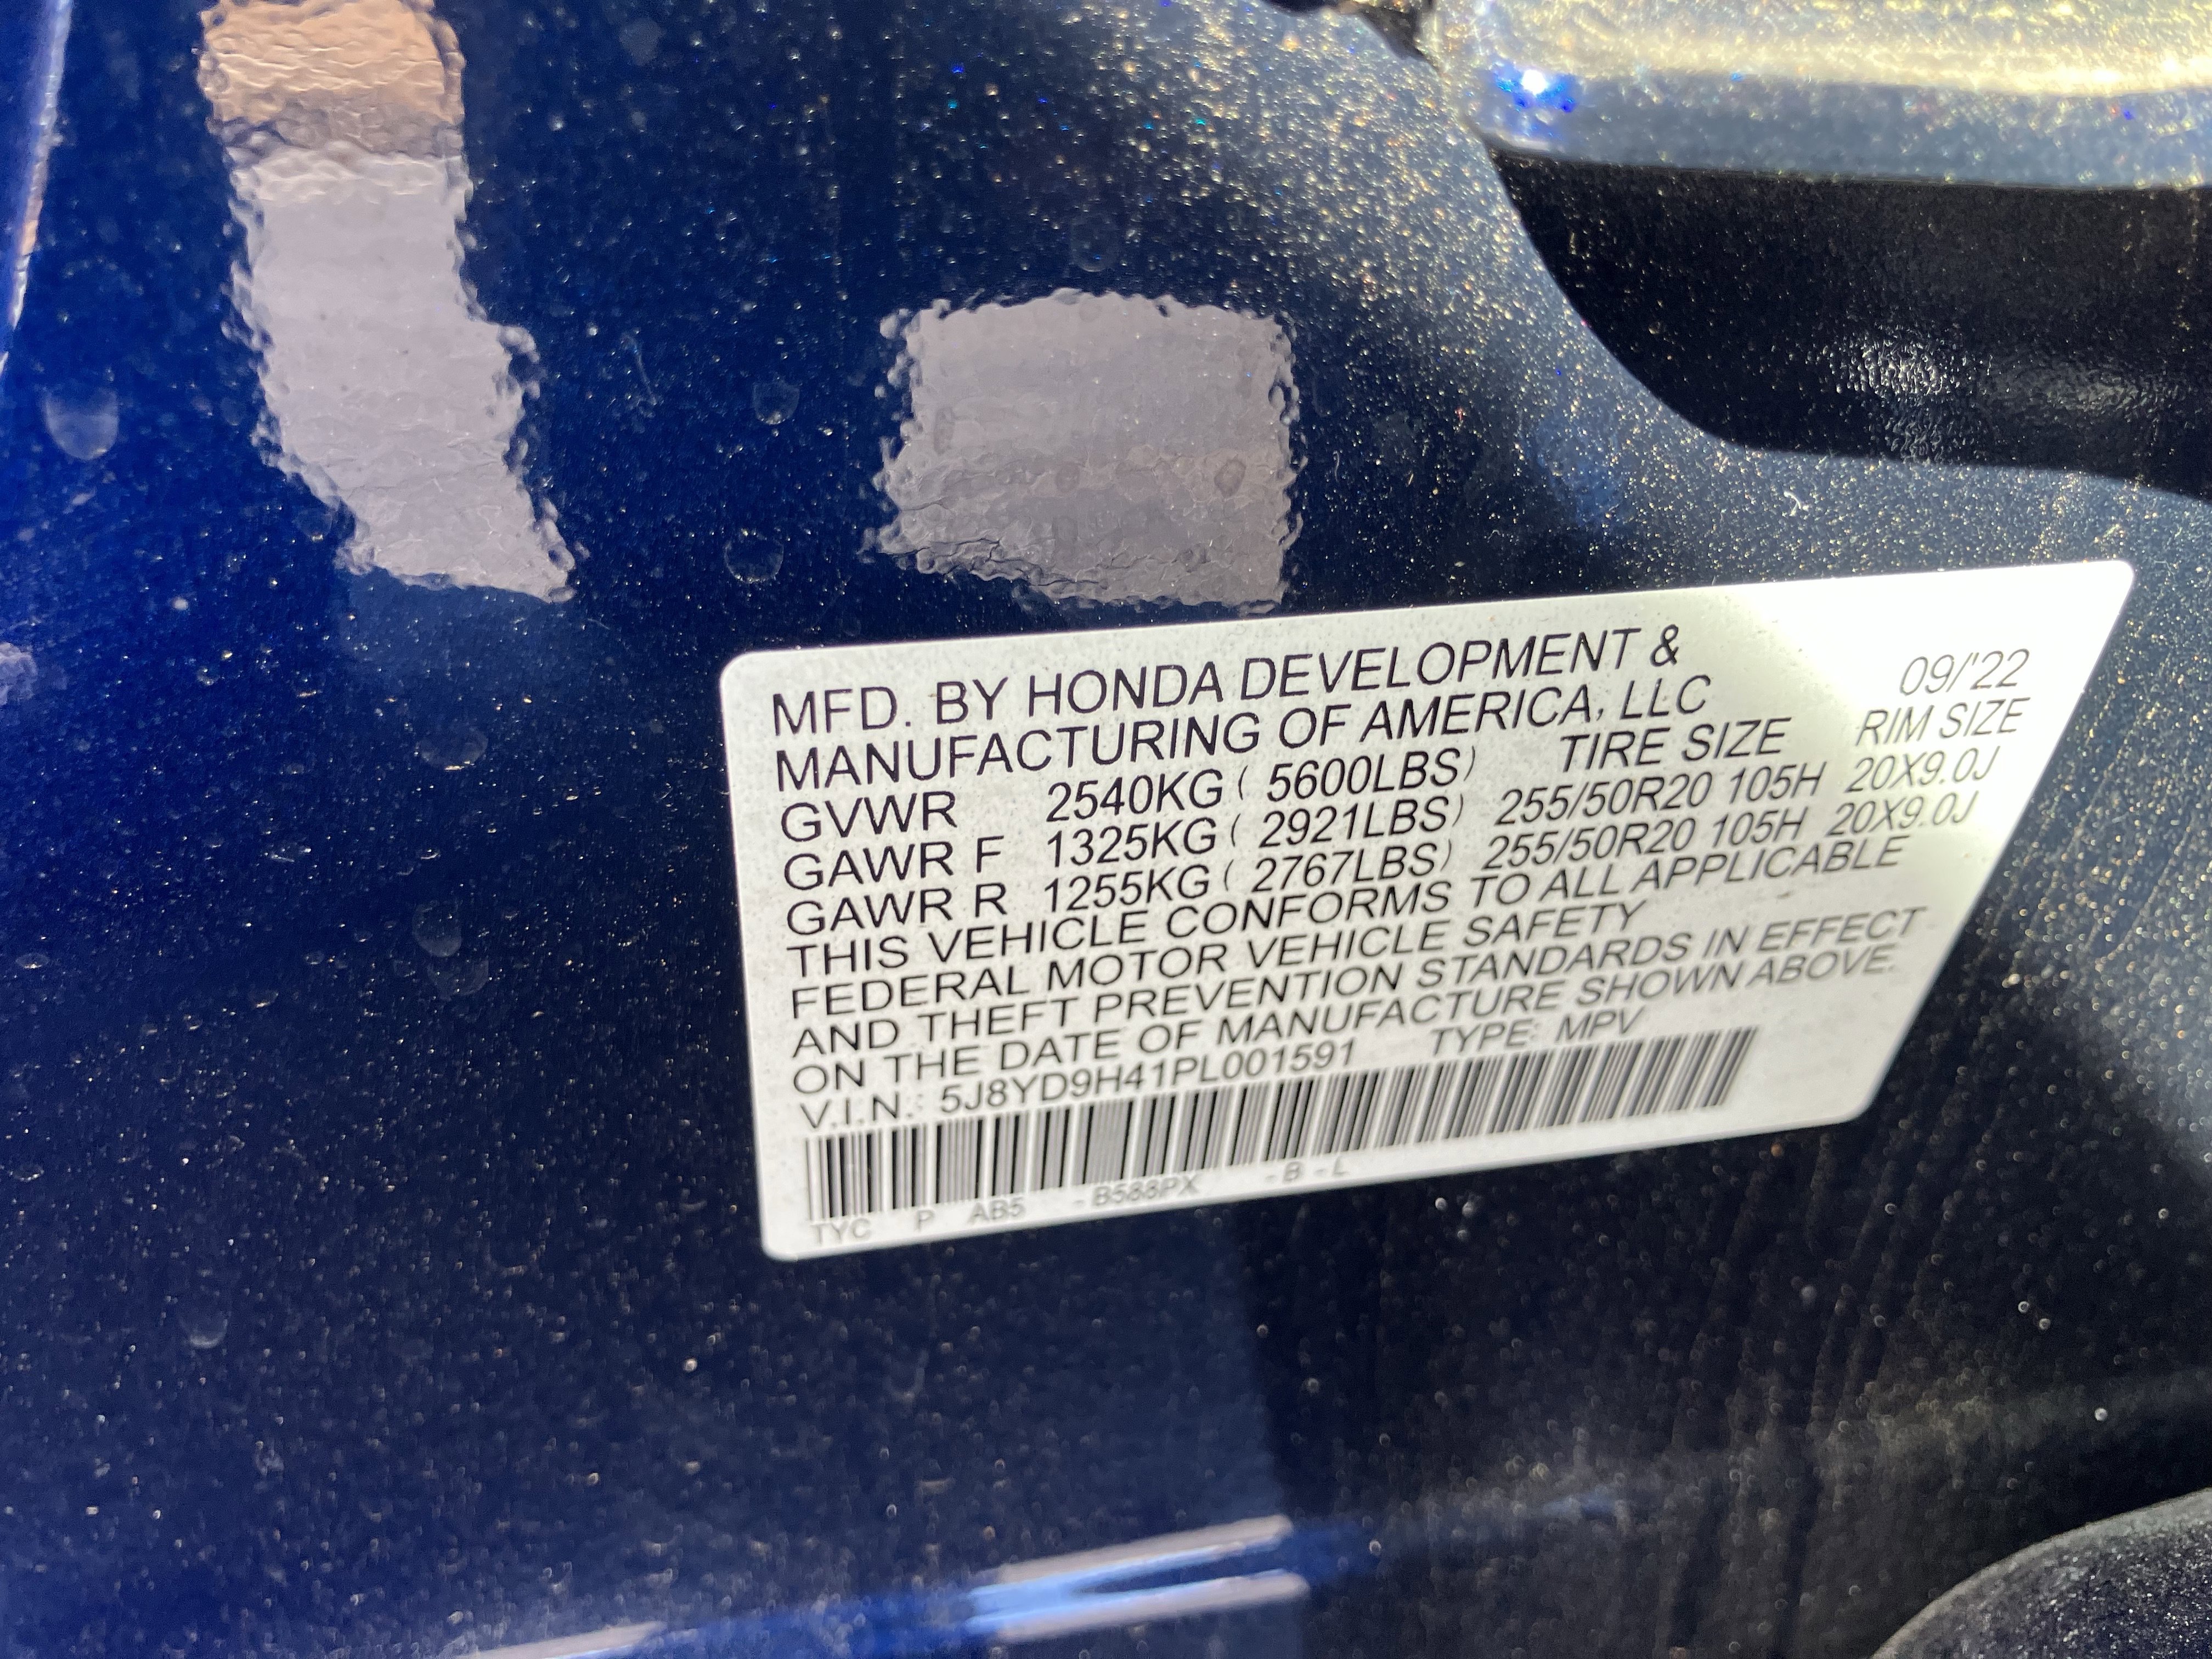 MFD. BY HONDA DEVELOPMENT &
MANUFACTURING OF AMERICA, LLC 09/'22
GVWR 2540KG ( 5600LBS) TIRE SIZE RIM SIZE
GAWR F 1325KG ( 2921LBS) 255/50R20 105H 20X9.0J
GAWR R 1255KG ( 2767LBS) 255/50R20 105H 20X9.0J
THIS VEHICLE CONFORMS TO ALL APPLICABLE
FEDERAL MOTOR VEHICLE SAFETY
AND THEFT PREVENTION STANDARDS IN EFFECT
ON THE DATE OF MANUFACTURE SHOWN ABOVE.
V.I.N.: 5J8YD9H41PL001591 TYPE: MPV
TYC P AB5 - B588PX - B - L